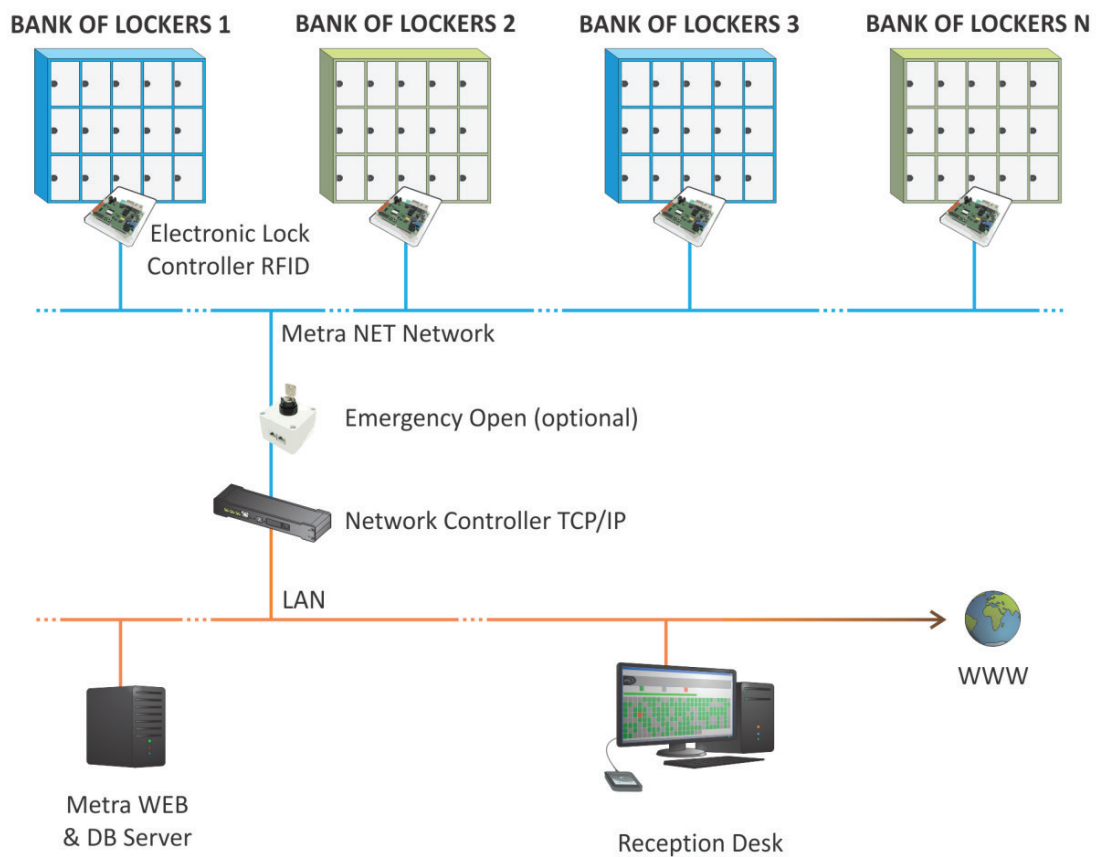 BANK OF LOCKERS 1
BANK OF LOCKERS 2
BANK OF LOCKERS 3
BANK OF LOCKERS N
Electronic Lock
Controller RFID
Metra NET Network
Emergency Open (optional)
Network Controller TCP/IP
LAN
WWW
Metra WEB
& DB Server
Reception Desk